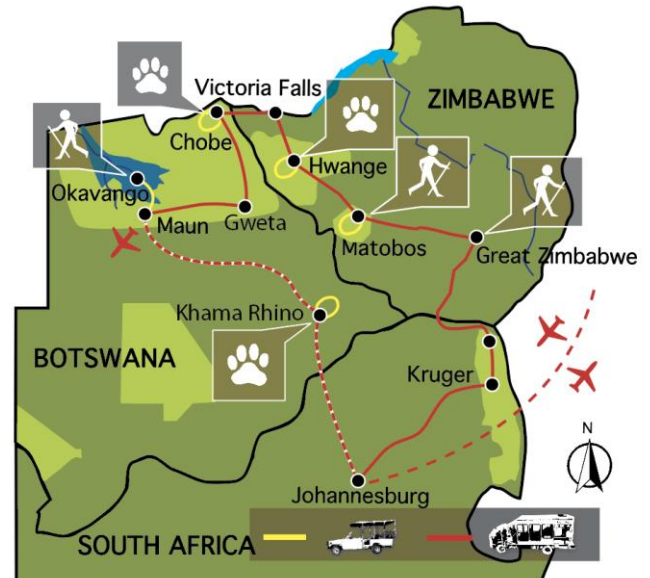 Victoria Falls
ZIMBABWE
Chobe
Hwange
Okavango
Maun
Gweta
Matobos
Great Zimbabwe
Khama Rhino
BOTSWANA
Kruger
N
Johannesburg
SOUTH AFRICA